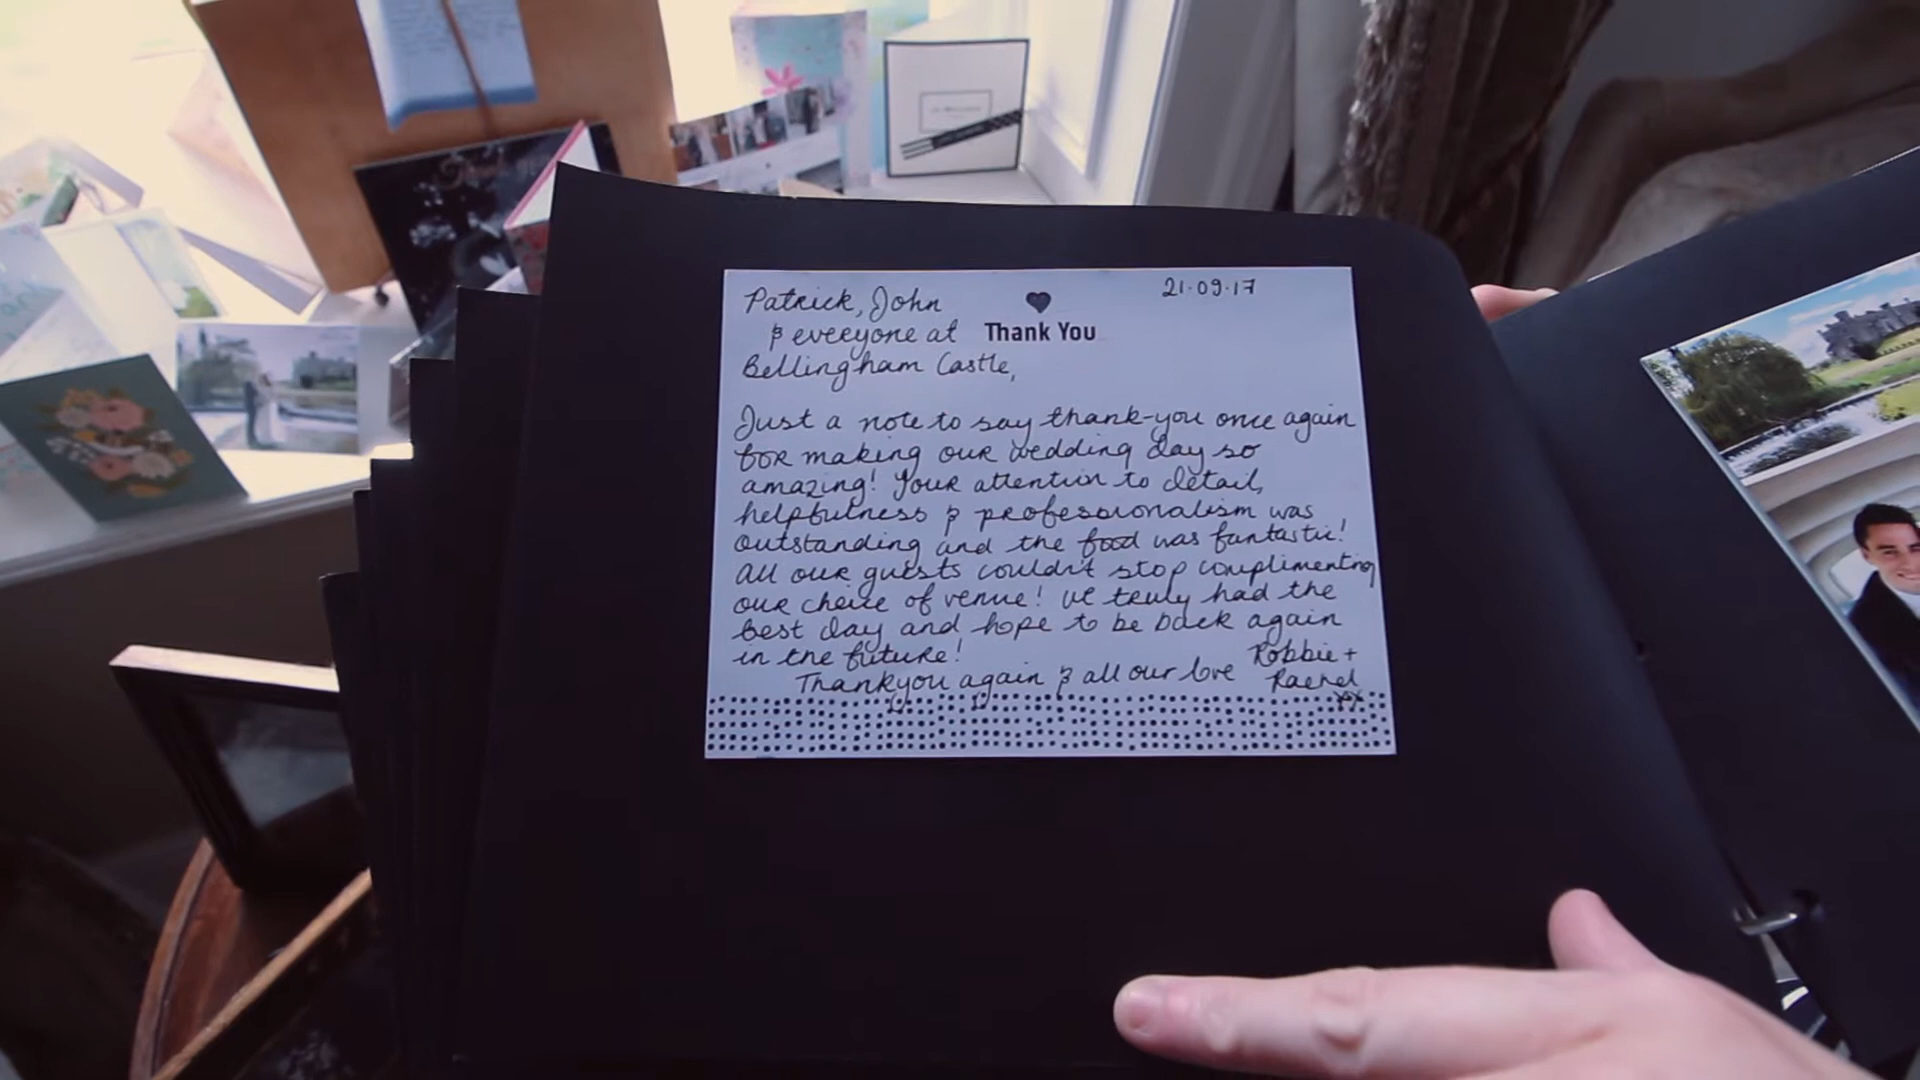 21.09.17
Patrick, John
& everyone at
Thank You
Bellingham Castle,
Just a note to say thank-you once again
for making our wedding day so
amazing! Your attention to detail,
helpfulness & professionalism was
outstanding and the food was fantastic!
All our guests couldn't stop complimenting
our choice of venue! We truly had the
best day and hope to be back again
in the future!
Thankyou again & all our love
Robbie +
Rachel
xx